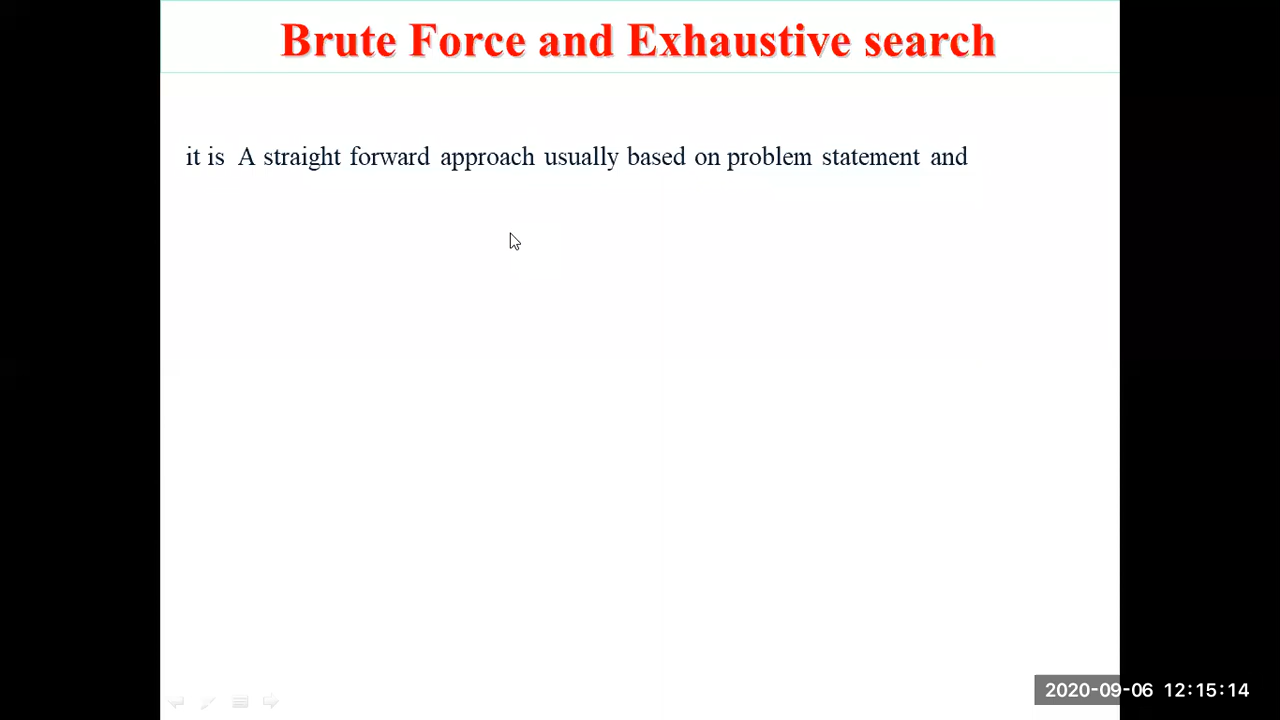 Brute Force and Exhaustive search
it is A straight forward approach usually based on problem statement and
2020-09-06 12:15:14